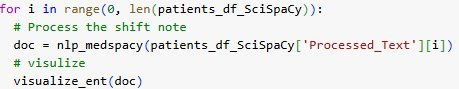 for i in range(0, len(patients_df_SciSpaCy)):
  # Process the shift note
  doc = nlp_medspacy(patients_df_SciSpaCy['Processed_Text'][i])
  # visulize
  visualize_ent(doc)